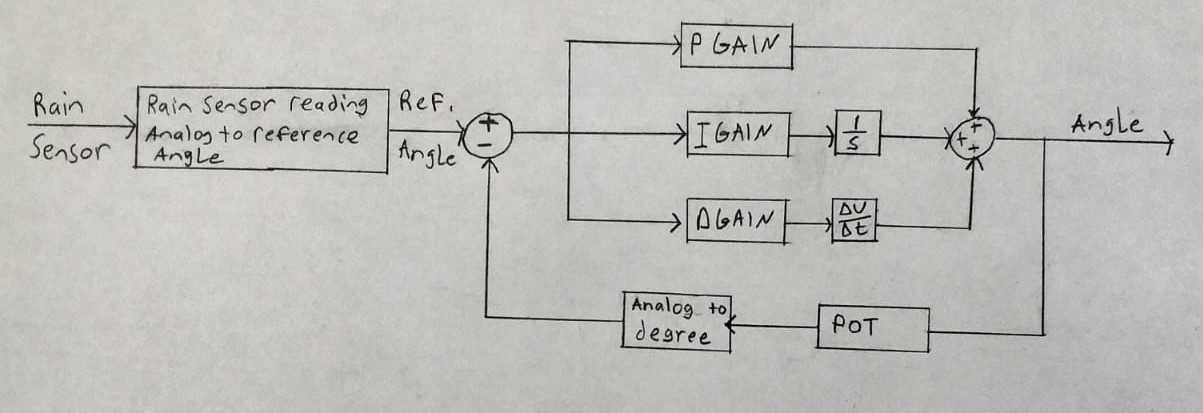 P GAIN
Rain
Sensor
Rain Sensor reading
Analog to reference
Angle
Ref.
Angle
+
−
I GAIN
1
s
+
+
+
Angle
D GAIN
ΔU
Δt
Analog to
degree
POT